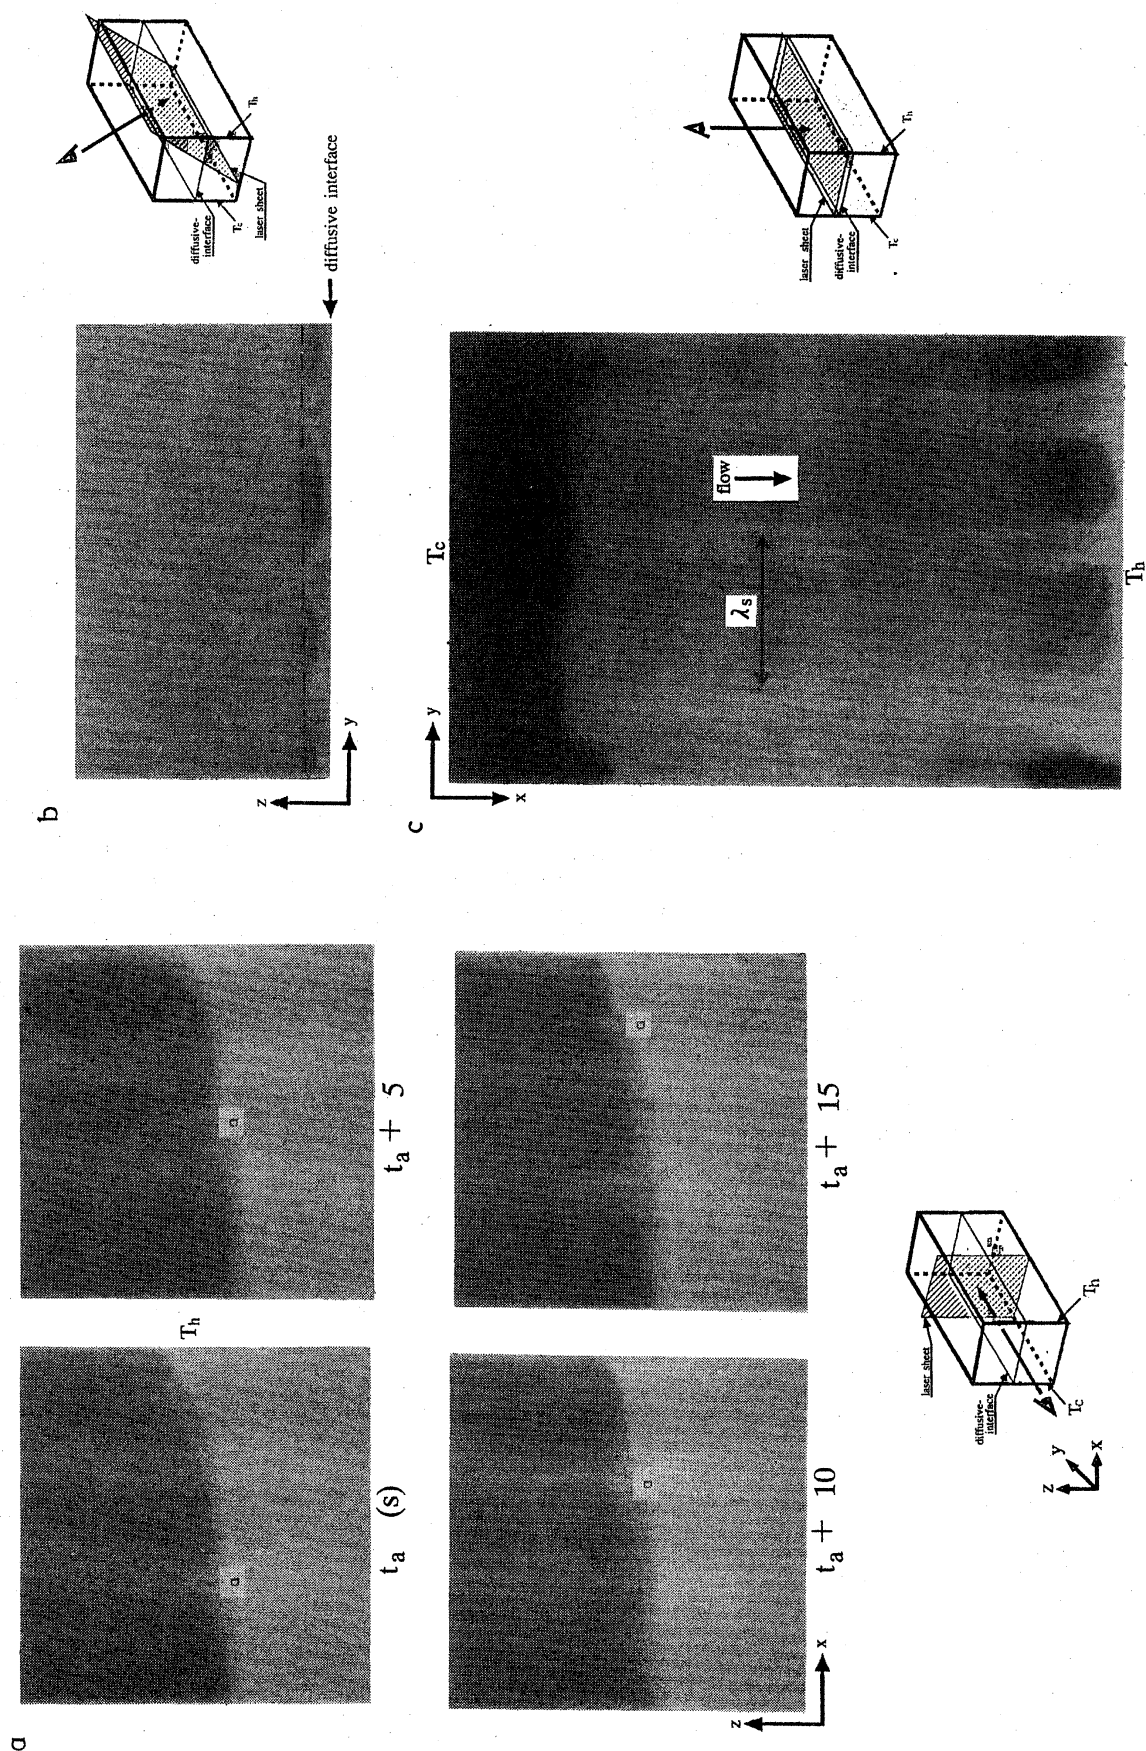 a
a
t_a (s)
T_h
a
t_a + 5
a
t_a + 10
a
t_a + 15
z
x
laser sheet
diffusive-
interface
T_c
T_h
z
y
x
b
z
y
diffusive interface
diffusive-
interface
T_c
laser sheet
T_h
c
y
x
T_c
λ_s
flow
T_h
laser sheet
diffusive-
interface
T_c
T_h